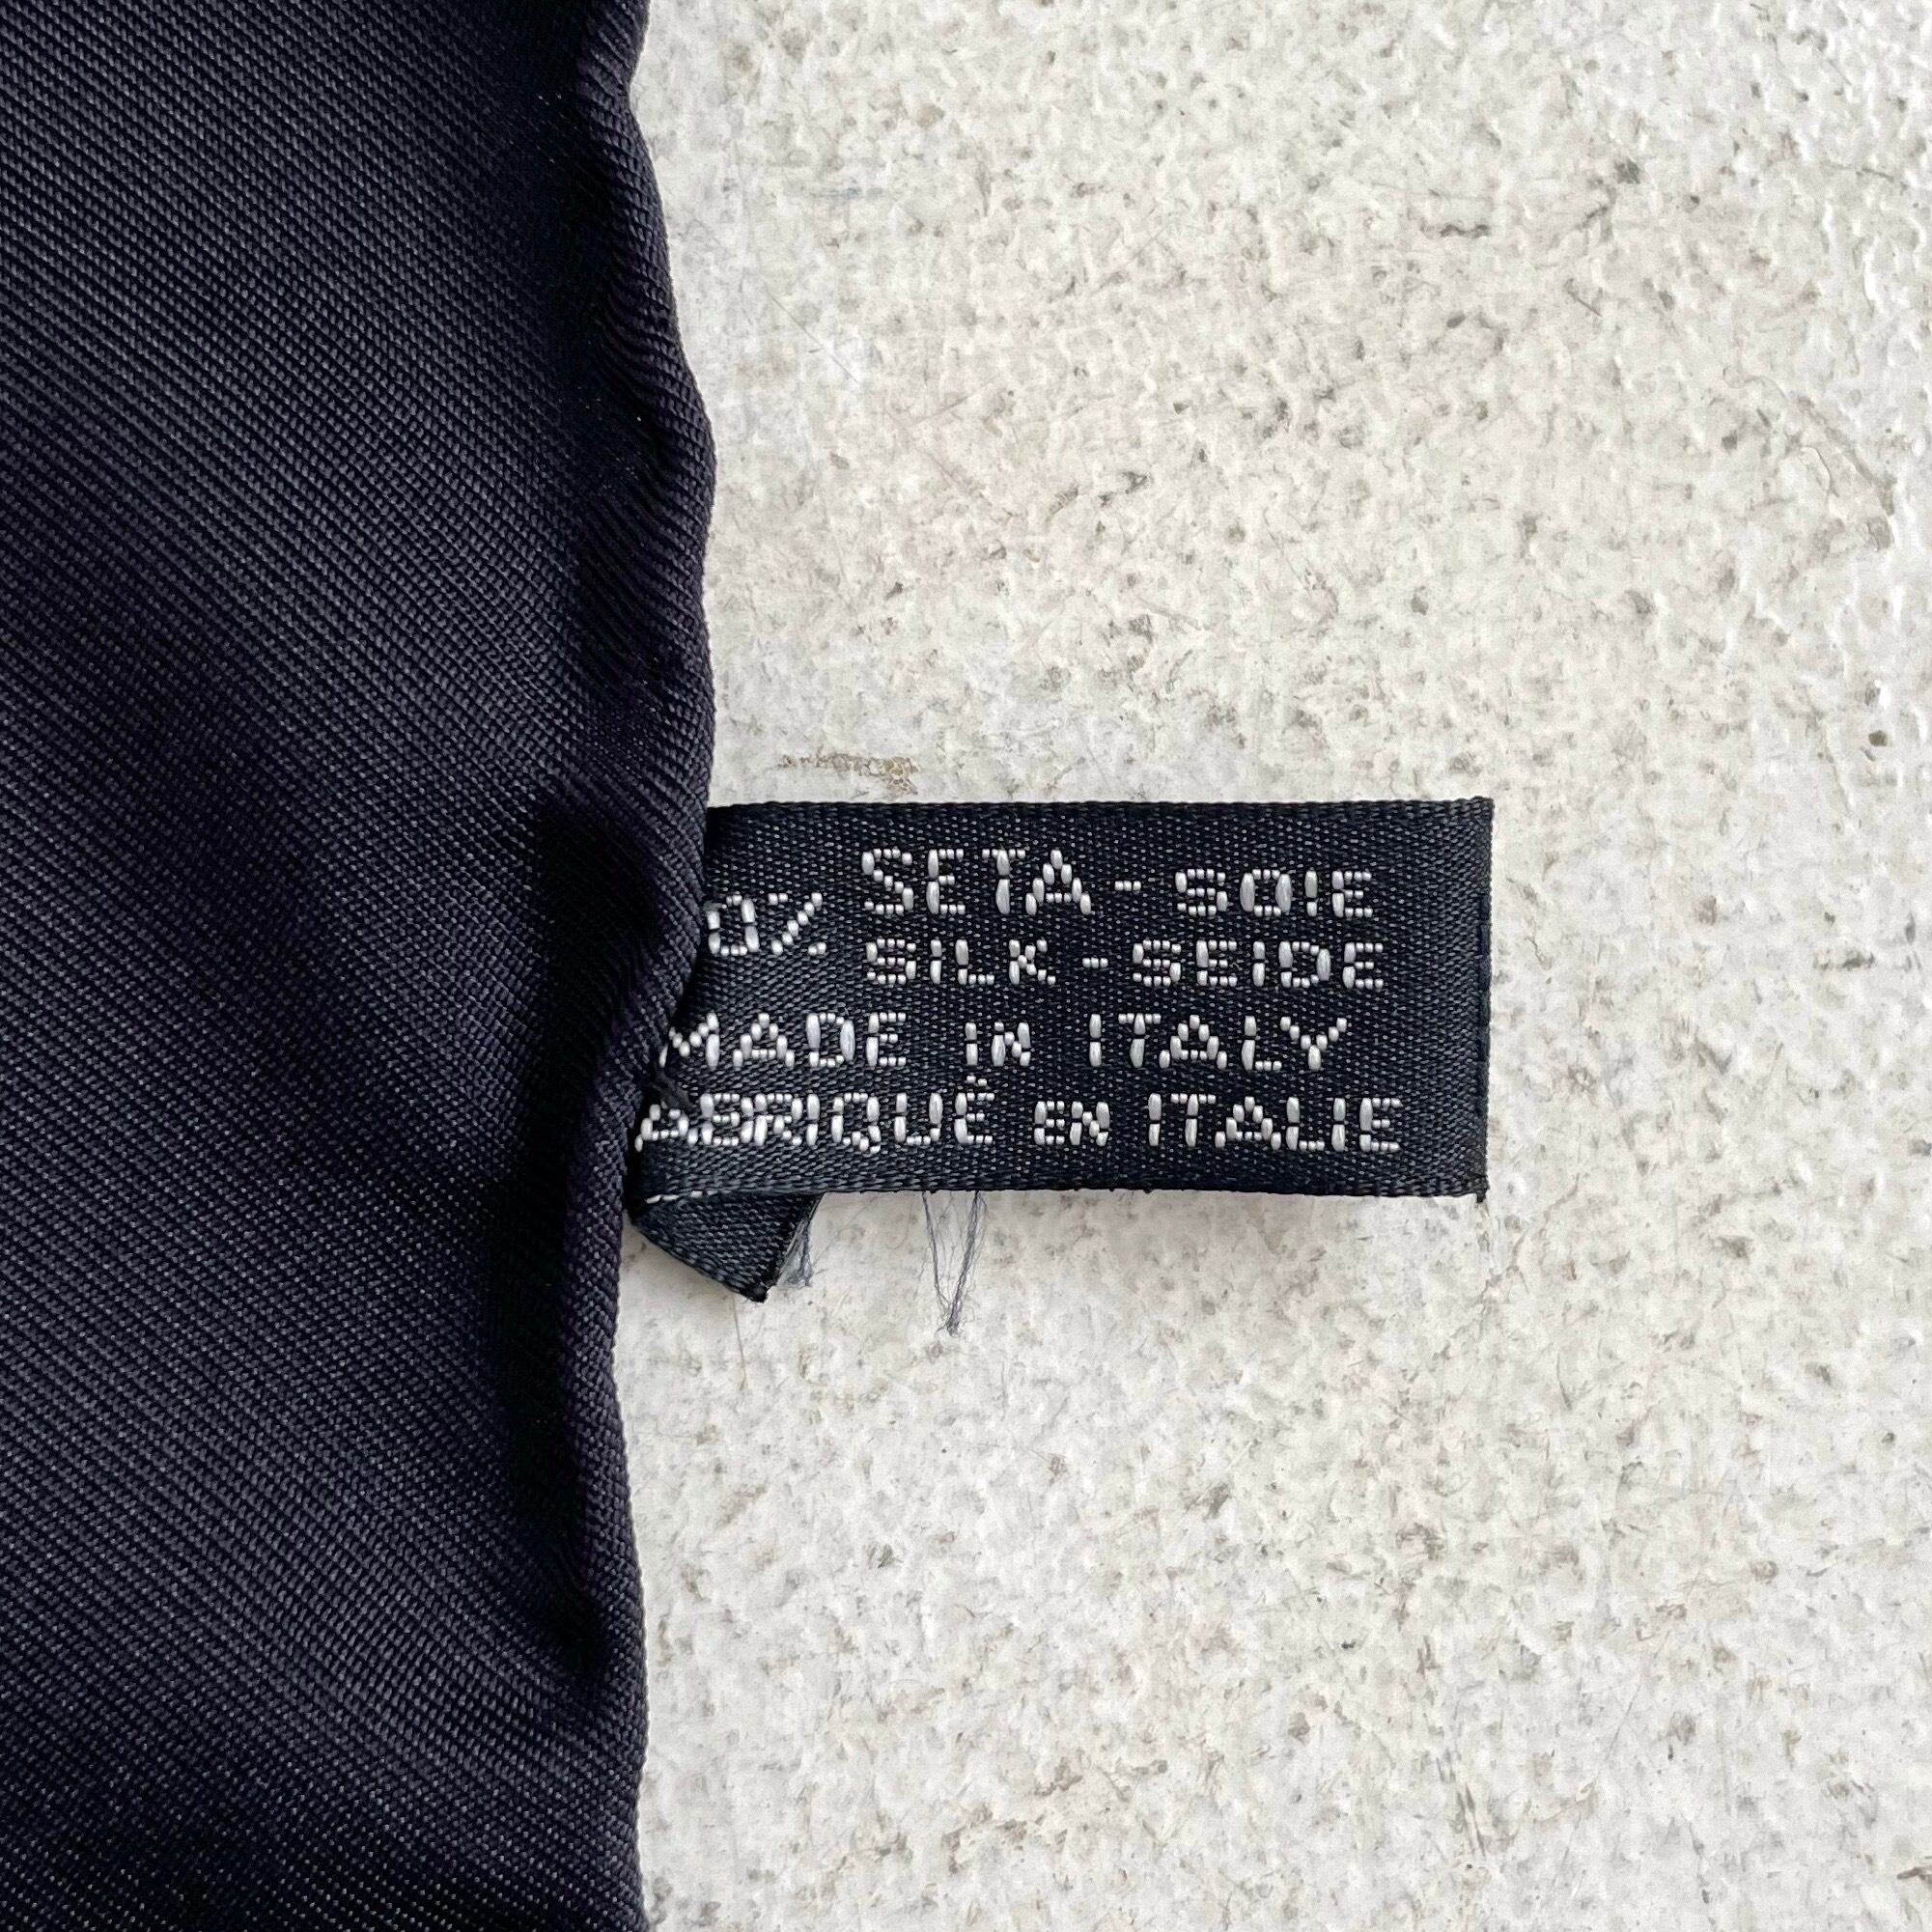 0% SETA - SOIE
SILK - SEIDE
MADE IN ITALY
ABRIQUÉ EN ITALIE